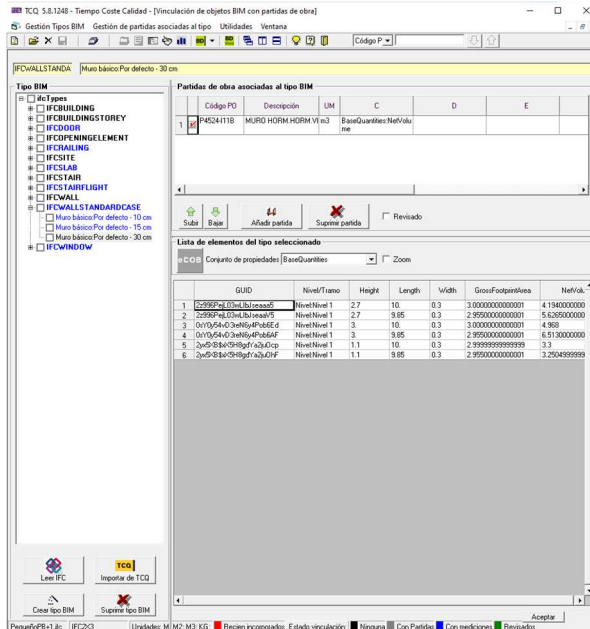 TCQ 5.8.1248 - Tiempo Coste Calidad - [Vinculación de objetos BIM con partidas de obra]
Gestión Tipos BIM Gestión de partidas asociadas al tipo Utilidades Ventana
BD BD Código P
IFCWALLSTANDA Muro básico:Por defecto - 30 cm
Tipo BIM
ifcTypes
IFCBUILDING
IFCBUILDINGSTOREY
IFCDOOR
IFCOPENINGELEMENT
IFCRAILING
IFCSITE
IFCSLAB
IFCSTAIR
IFCSTAIRFLIGHT
IFCWALL
IFCWALLSTANDARDCASE
Muro básico:Por defecto - 10 cm
Muro básico:Por defecto - 15 cm
Muro básico:Por defecto - 30 cm
IFCWINDOW
Leer IFC
TCQ
Importar de TCQ
Crear tipo BIM
Suprimir tipo BIM
Partidas de obra asociadas al tipo BIM
Código PO Descripción UM C D E
1 P4524-I11B MURO HORM.HORM.VI m3 BaseQuantities:NetVolu
me
Subir Bajar Añadir partida Suprimir partida Revisado
Lista de elementos del tipo seleccionado
eCOB Conjunto de propiedades BaseQuantities Zoom
GUID Nivel/Tramo Height Length Width GrossFootprintArea NetVolu
1 Nivel:Nivel 1 2.7 10. 0.3 3.00000000000001 4.1940000000
2 Nivel:Nivel 1 2.7 9.85 0.3 2.95500000000001 5.6265000000
3 Nivel:Nivel 1 3. 10. 0.3 3.00000000000001 4.968
4 Nivel:Nivel 1 3. 9.85 0.3 2.95500000000001 6.5130000000
5 Nivel:Nivel 1 1.1 10. 0.3 2.99999999999999 3.3
6 Nivel:Nivel 1 1.1 9.85 0.3 2.95500000000001 3.2504999999
Aceptar
PequeñoPB+1.ifc IFC2X3 Unidades: M M2: M3: KG: Recien incorporados Estado vinculación: Ninguna Con Partidas Con mediciones Revisados